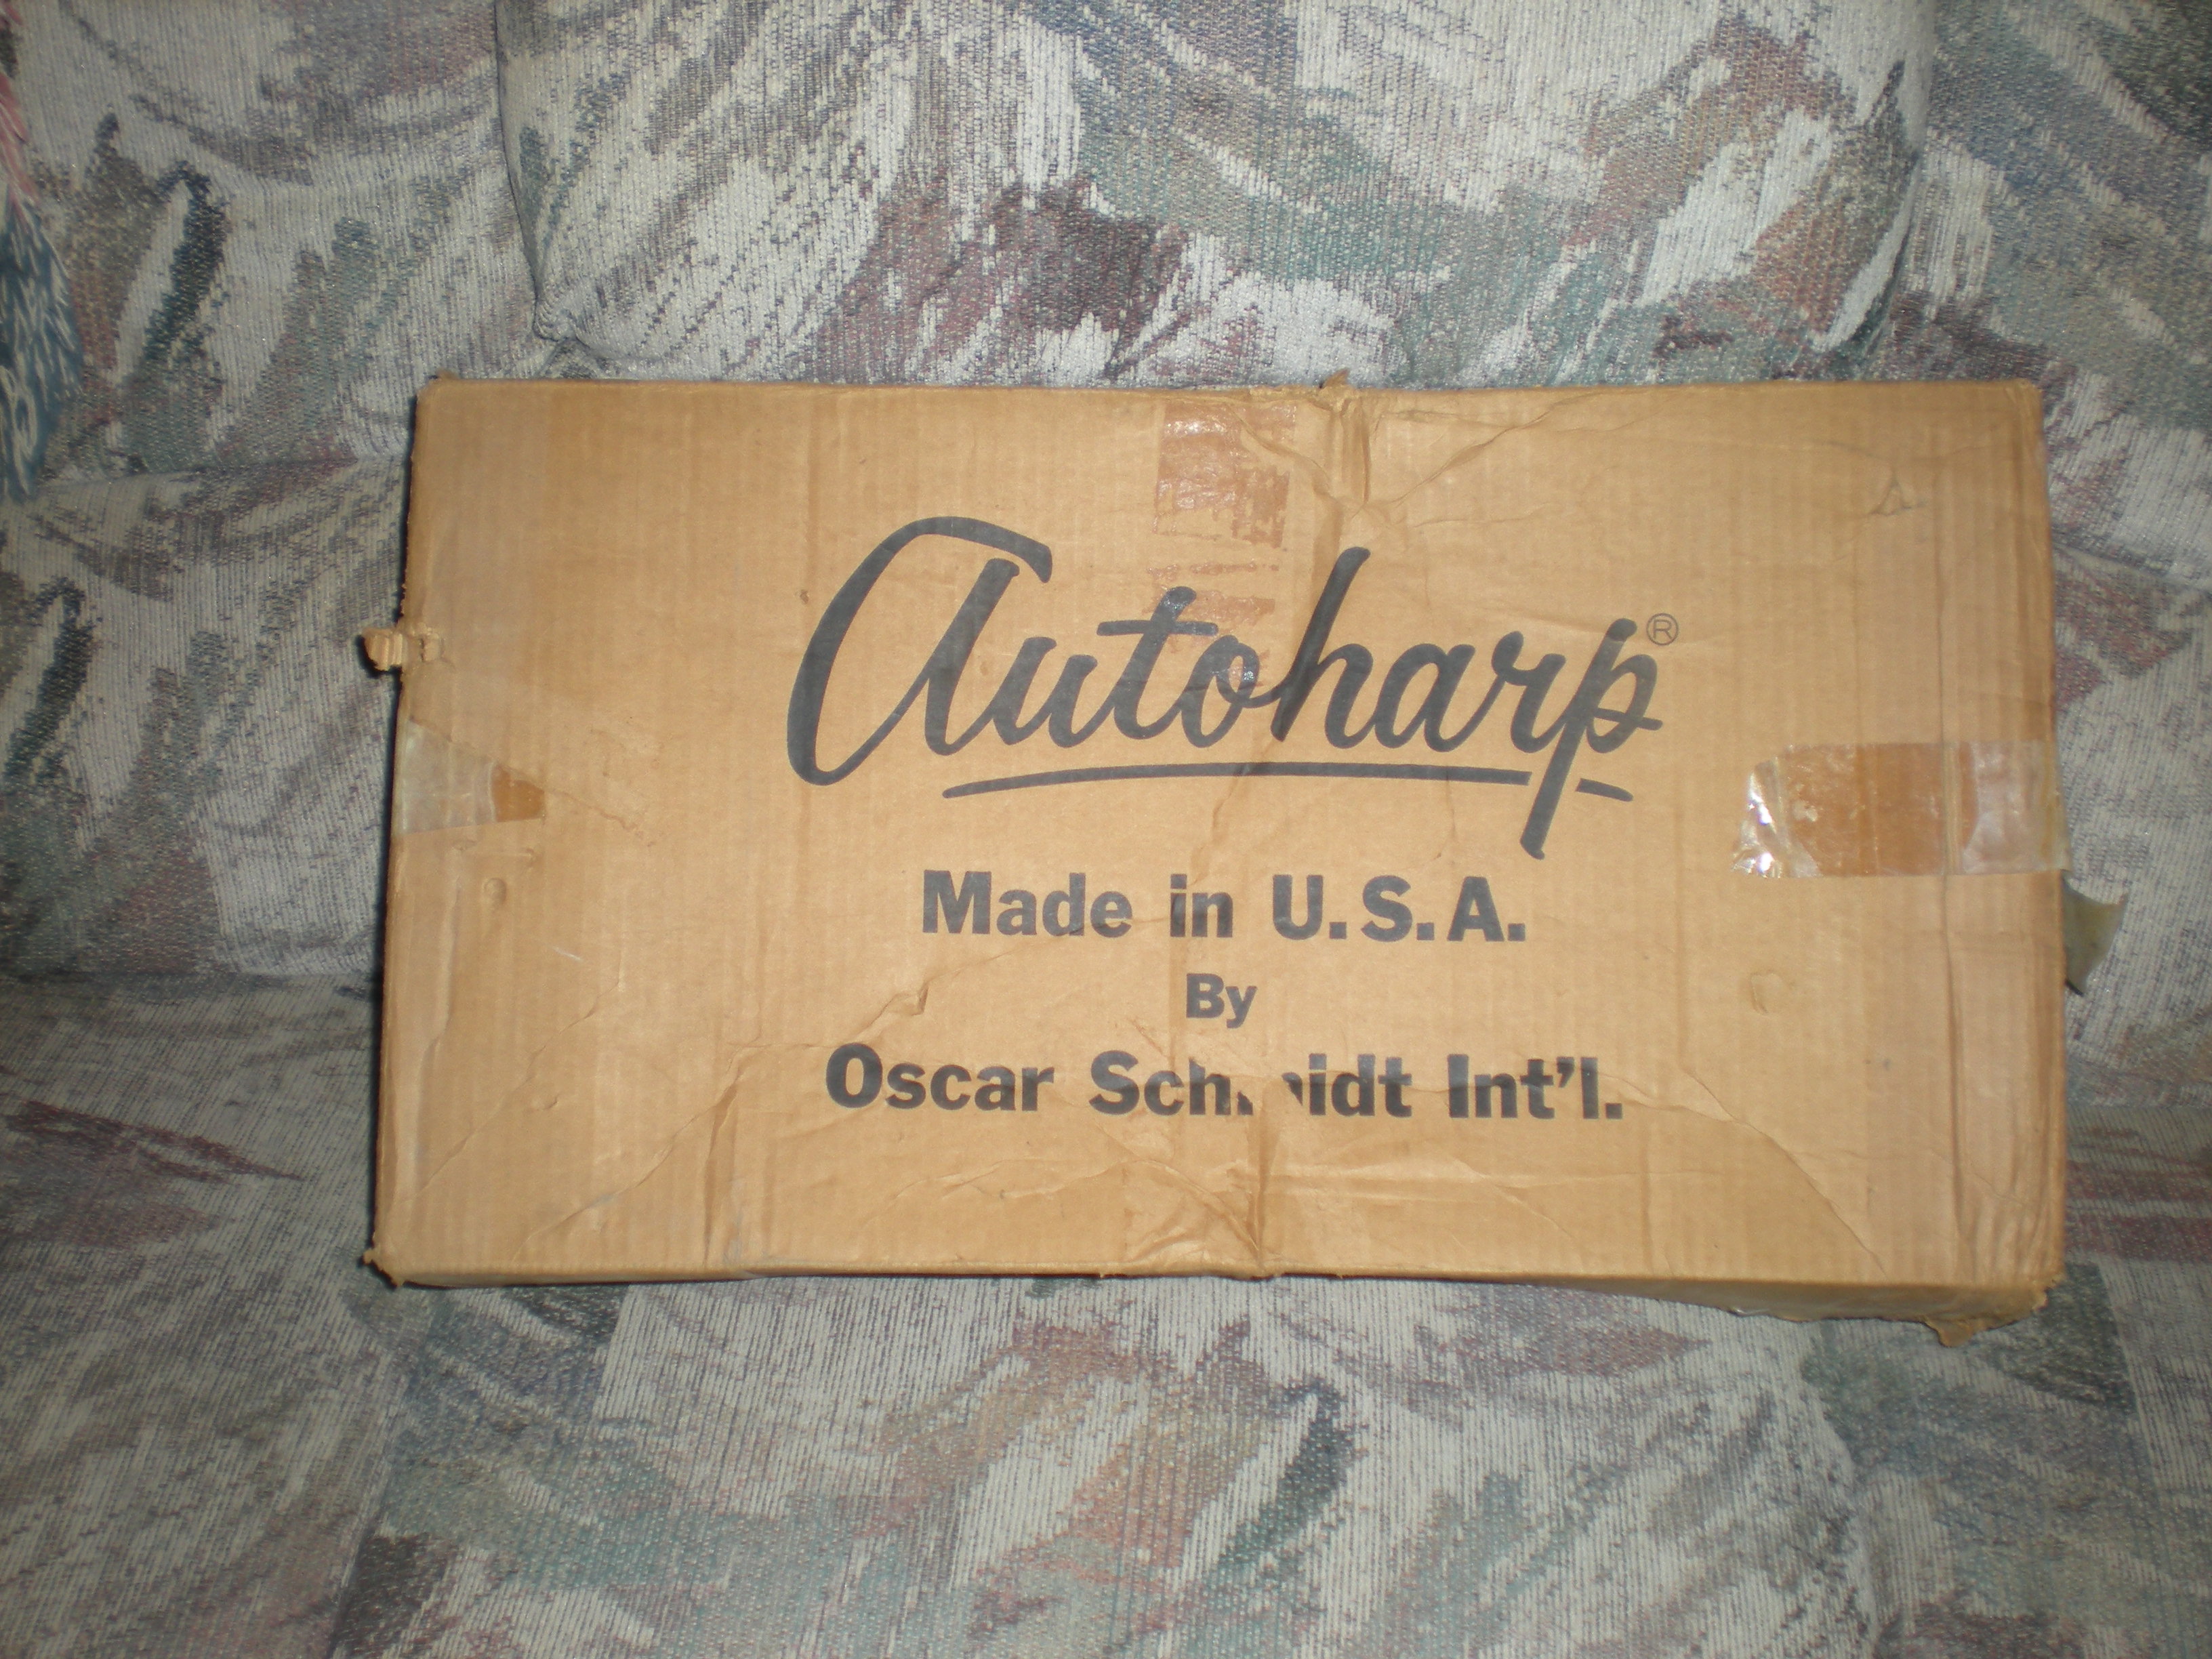 Autoharp®
Made in U.S.A.
By
Oscar Schmidt Int'l.